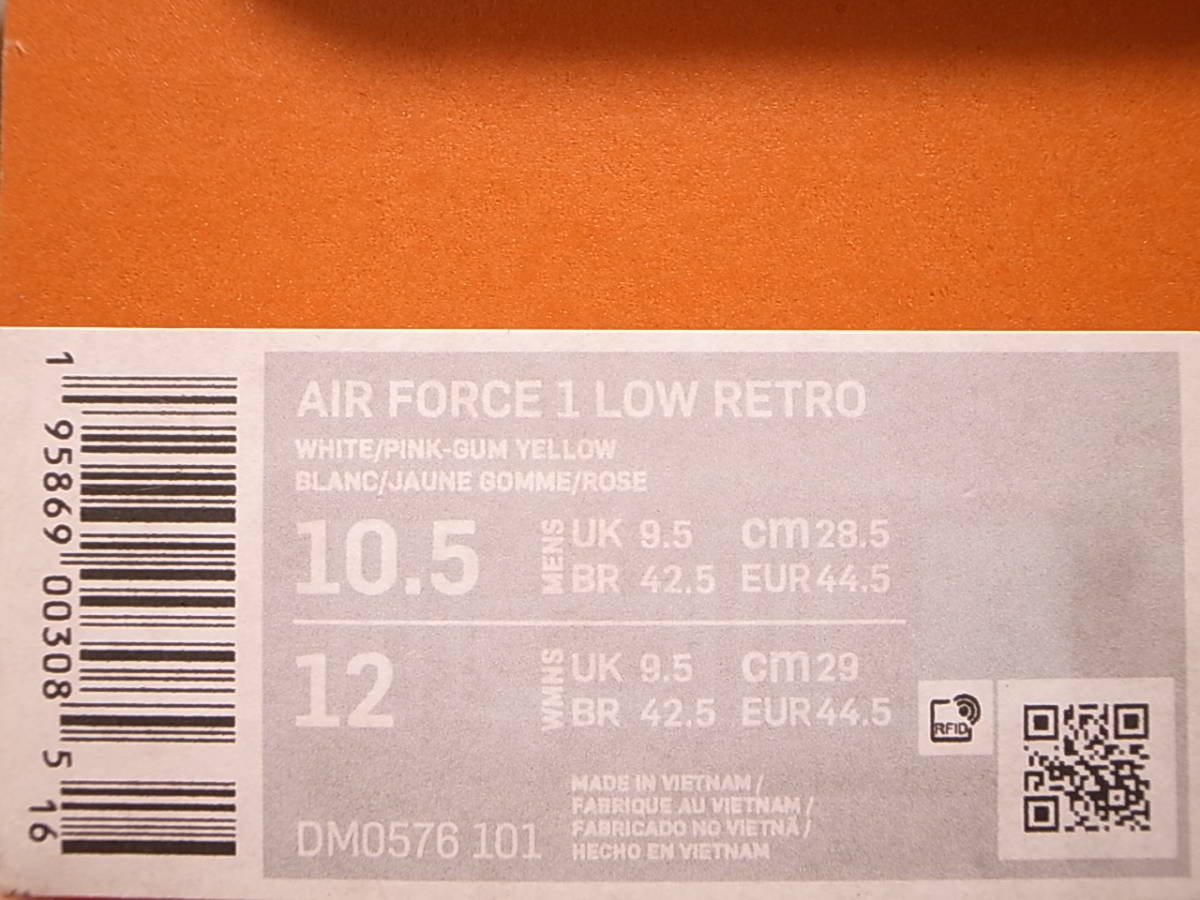 AIR FORCE 1 LOW RETRO
WHITE/PINK-GUM YELLOW
BLANC/JAUNE GOMME/ROSE
10.5 MENS UK 9.5 cm 28.5
BR 42.5 EUR 44.5
12 WMNS UK 9.5 cm 29
BR 42.5 EUR 44.5
RFID
MADE IN VIETNAM /
FABRIQUE AU VIETNAM /
FABRICADO NO VIETNÃ /
HECHO EN VIETNAM
DM0576 101
1 95869 00308 5 16